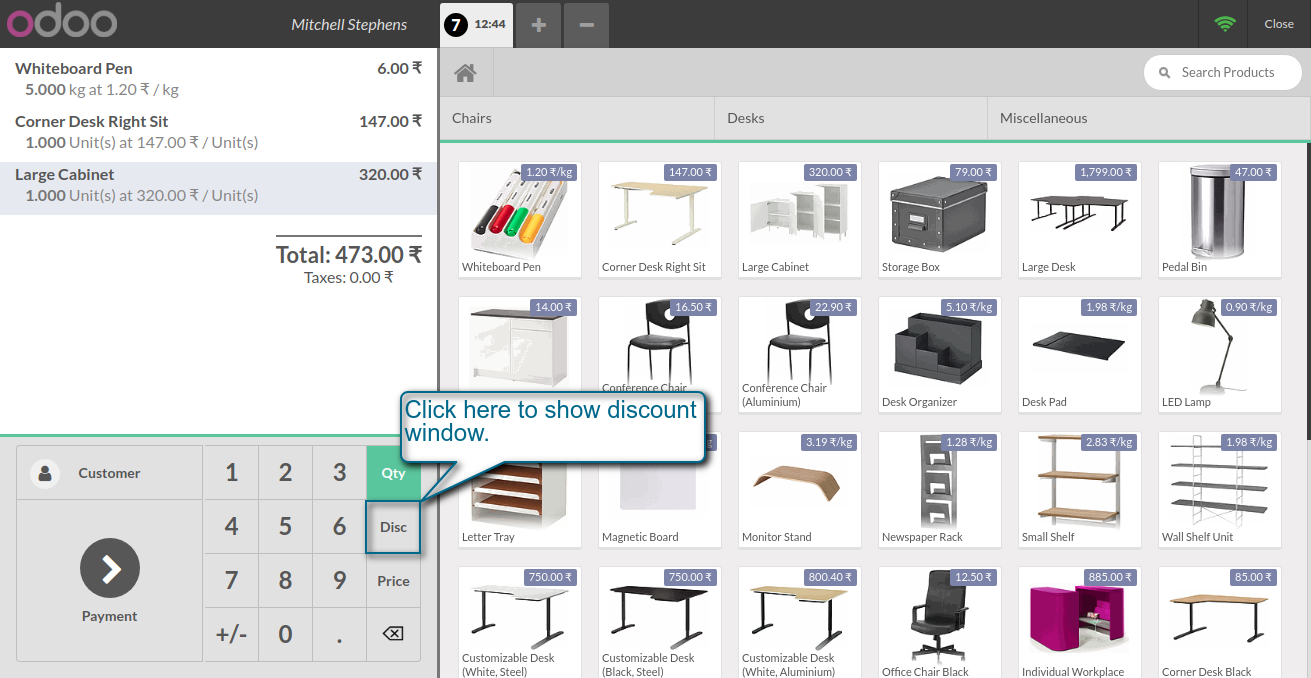 odoo
Mitchell Stephens
7 12:44
Close
Whiteboard Pen 6.00 ₹
5.000 kg at 1.20 ₹ / kg
Corner Desk Right Sit 147.00 ₹
1.000 Unit(s) at 147.00 ₹ / Unit(s)
Large Cabinet 320.00 ₹
1.000 Unit(s) at 320.00 ₹ / Unit(s)
Total: 473.00 ₹
Taxes: 0.00 ₹
Customer
Payment
1 2 3 Qty
4 5 6 Disc
7 8 9 Price
+/- 0 .
Click here to show discount
window.
Search Products
Chairs Desks Miscellaneous
1.20 ₹/kg 147.00 ₹ 320.00 ₹ 79.00 ₹ 1,799.00 ₹ 47.00 ₹
Whiteboard Pen Corner Desk Right Sit Large Cabinet Storage Box Large Desk Pedal Bin
14.00 ₹ 16.50 ₹ 22.90 ₹ 5.10 ₹/kg 1.98 ₹/kg 0.90 ₹/kg
Conference Chair Conference Chair
(Aluminium) Desk Organizer Desk Pad LED Lamp
3.19 ₹/kg 1.28 ₹/kg 2.83 ₹/kg 1.98 ₹/kg
Letter Tray Magnetic Board Monitor Stand Newspaper Rack Small Shelf Wall Shelf Unit
750.00 ₹ 750.00 ₹ 800.40 ₹ 12.50 ₹ 885.00 ₹ 85.00 ₹
Customizable Desk Customizable Desk Customizable Desk
(White, Steel) (Black, Steel) (White, Aluminium) Office Chair Black Individual Workplace Corner Desk Black